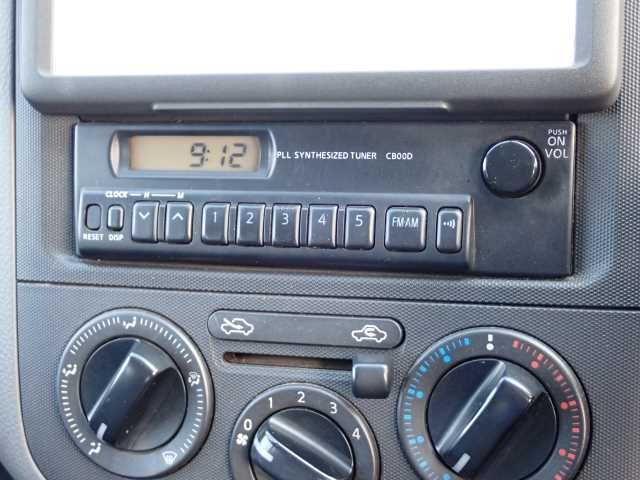 9:12
PLL SYNTHESIZED TUNER CB00D
PUSH
ON
VOL
CLOCK H M
RESET DISP
1 2 3 4 5 FM·AM
0 1 2 3 4